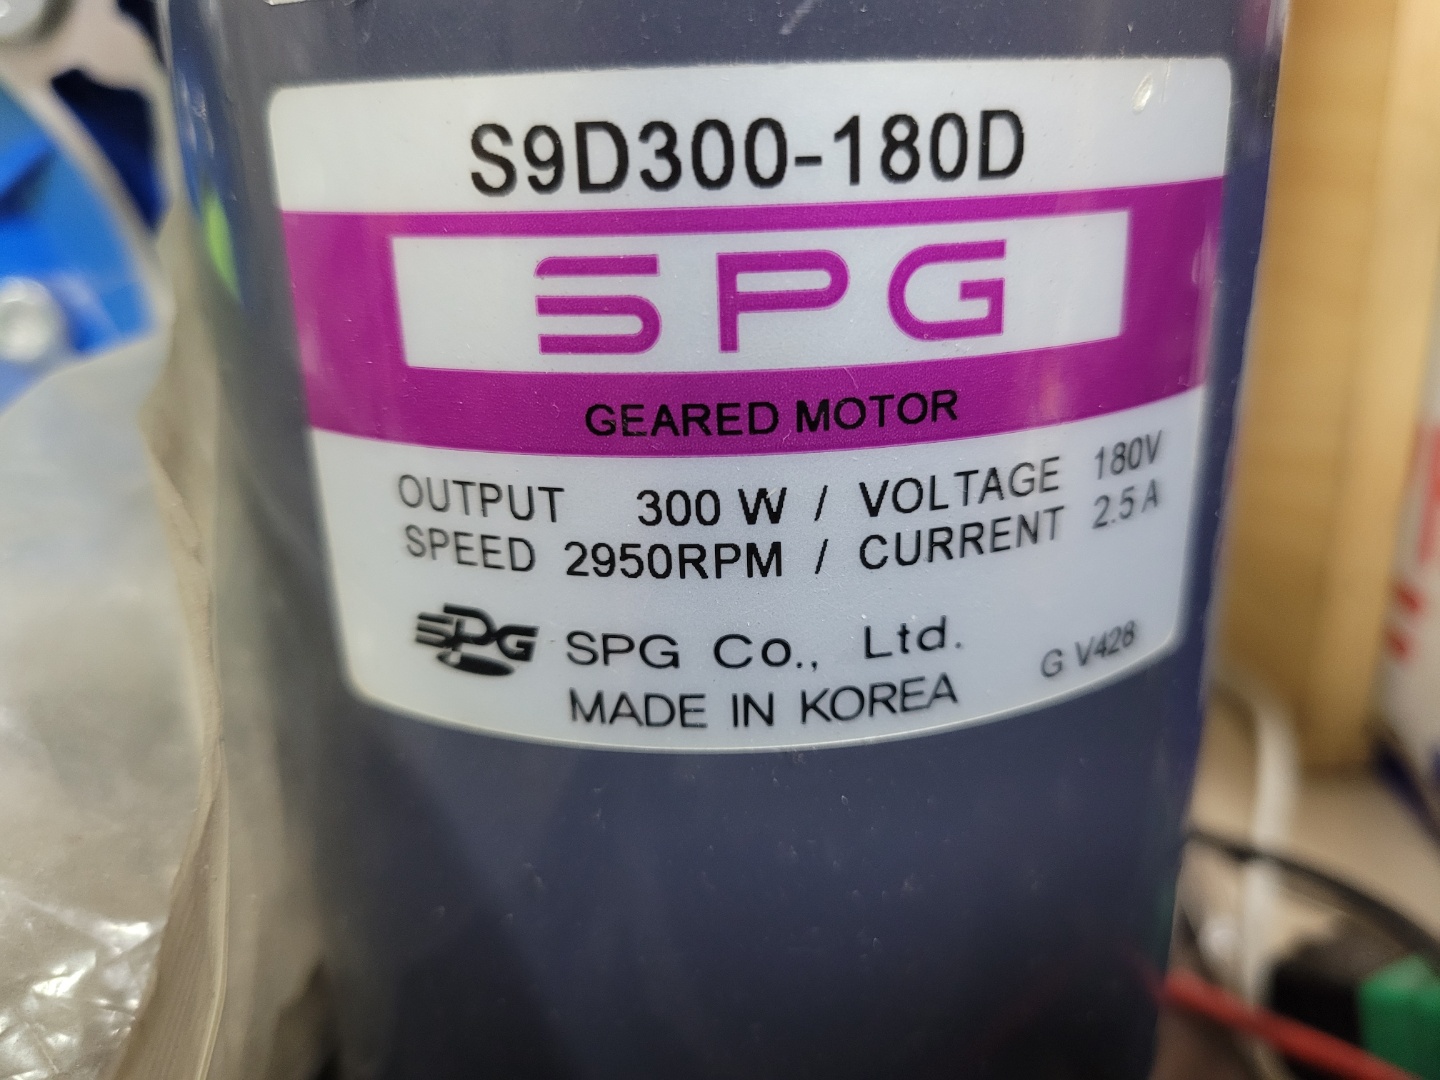 S9D300-180D
SPG
GEARED MOTOR
OUTPUT 300 W / VOLTAGE 180V
SPEED 2950RPM / CURRENT 2.5 A
SPG SPG Co., Ltd.
MADE IN KOREA
G V428